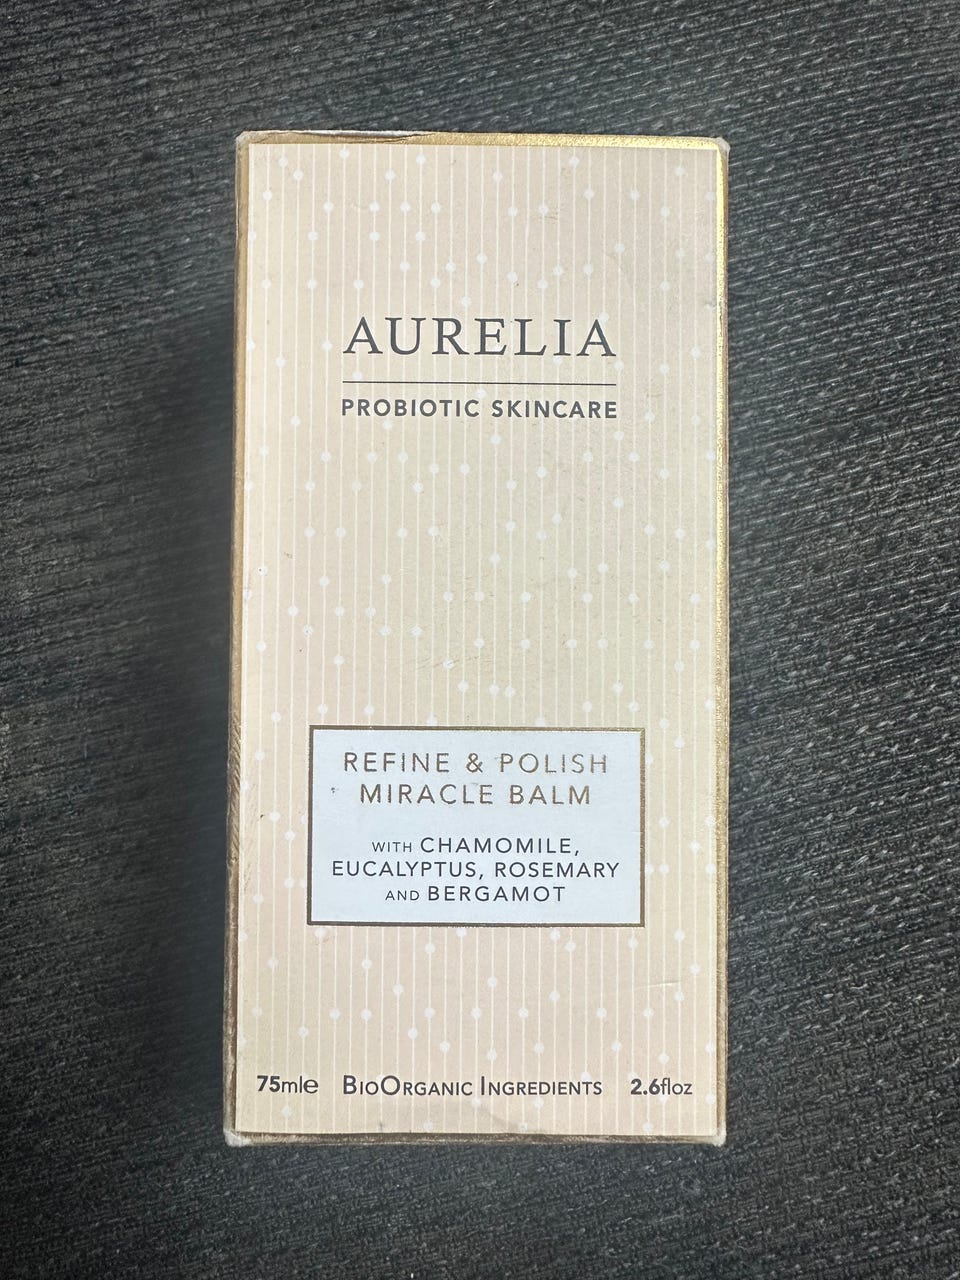 AURELIA
PROBIOTIC SKINCARE
REFINE & POLISH
MIRACLE BALM
WITH CHAMOMILE,
EUCALYPTUS, ROSEMARY
AND BERGAMOT
75mle BIOORGANIC INGREDIENTS 2.6floz